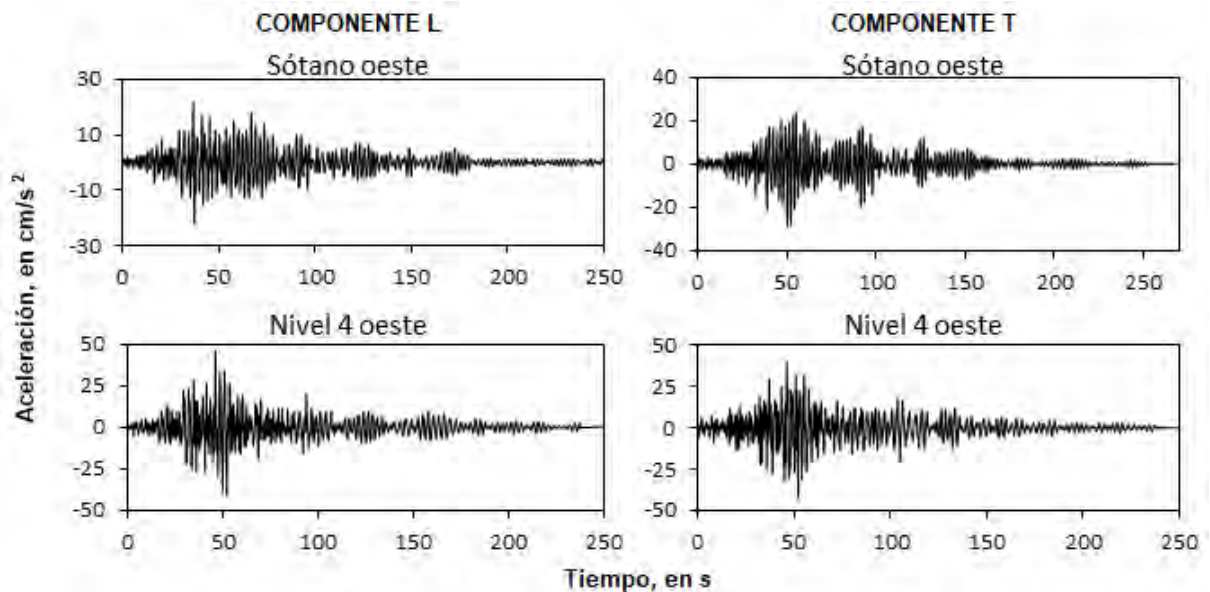 COMPONENTE L
COMPONENTE T
Sótano oeste
Sótano oeste
30
10
-10
-30
0 50 100 150 200 250
40
20
0
-20
-40
0 50 100 150 200 250
Aceleración, en cm/s²
Nivel 4 oeste
Nivel 4 oeste
50
25
0
-25
-50
0 50 100 150 200 250
50
25
0
-25
-50
0 50 100 150 200 250
Tiempo, en s